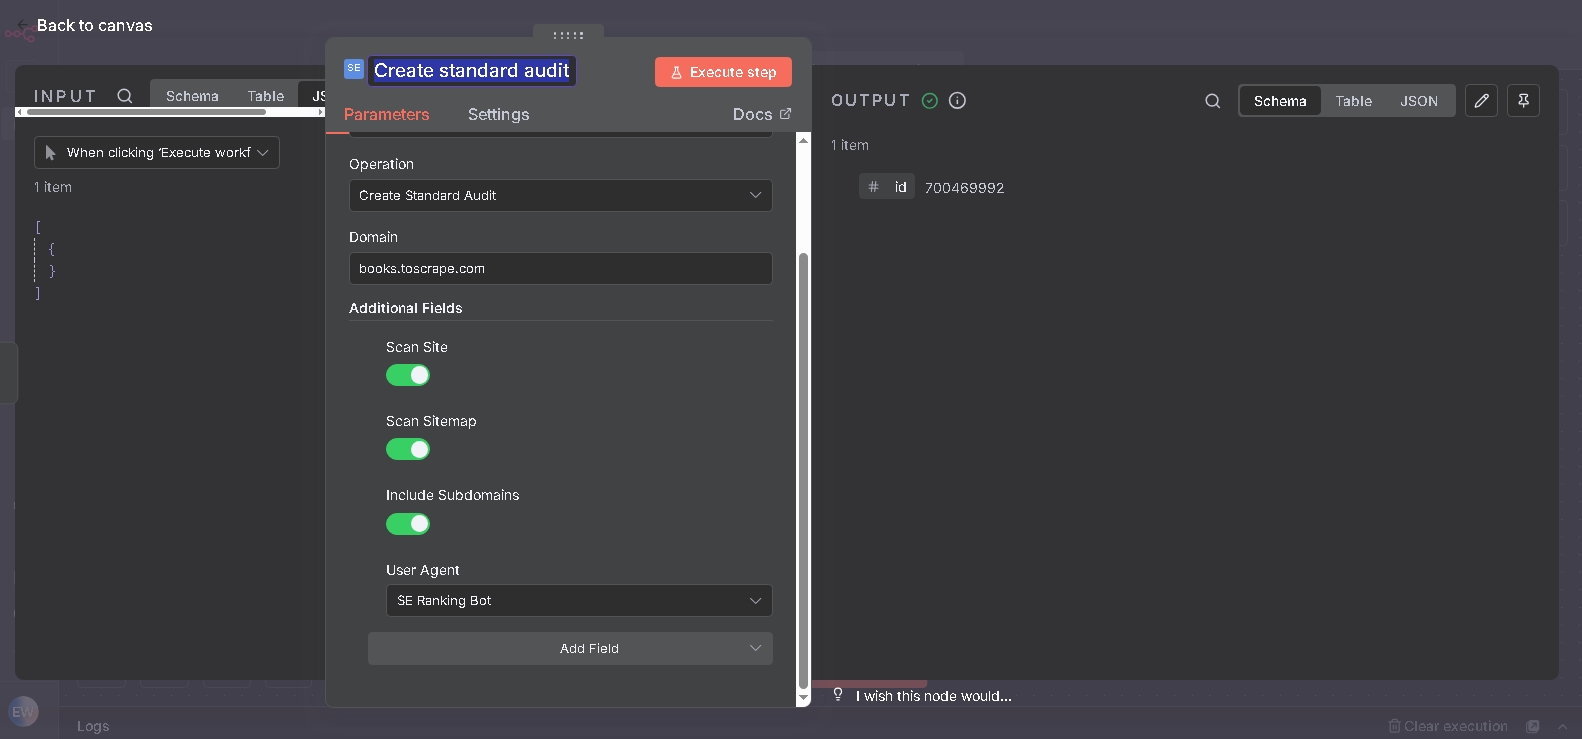 Back to canvas
INPUT
Schema
Table
JS
When clicking 'Execute workf
1 item
[
{
}
]
SE
Create standard audit
Execute step
Parameters
Settings
Docs
Operation
Create Standard Audit
Domain
books.toscrape.com
Additional Fields
Scan Site
Scan Sitemap
Include Subdomains
User Agent
SE Ranking Bot
Add Field
OUTPUT
Schema
Table
JSON
1 item
# id 700469992
I wish this node would...
EW
Logs
Clear execution